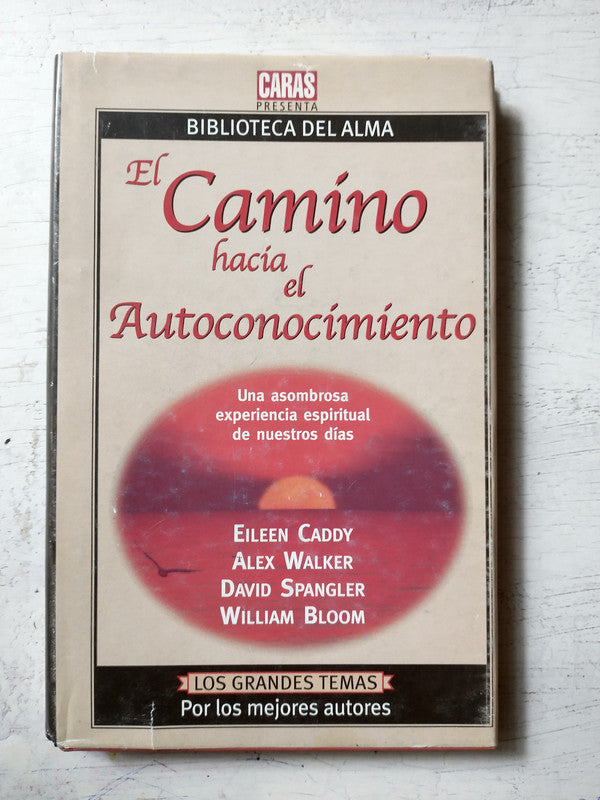 CARAS
PRESENTA
BIBLIOTECA DEL ALMA
El
Camino
hacia
el
Autoconocimiento
Una asombrosa
experiencia espiritual
de nuestros días
EILEEN CADDY
ALEX WALKER
DAVID SPANGLER
WILLIAM BLOOM
LOS GRANDES TEMAS
Por los mejores autores